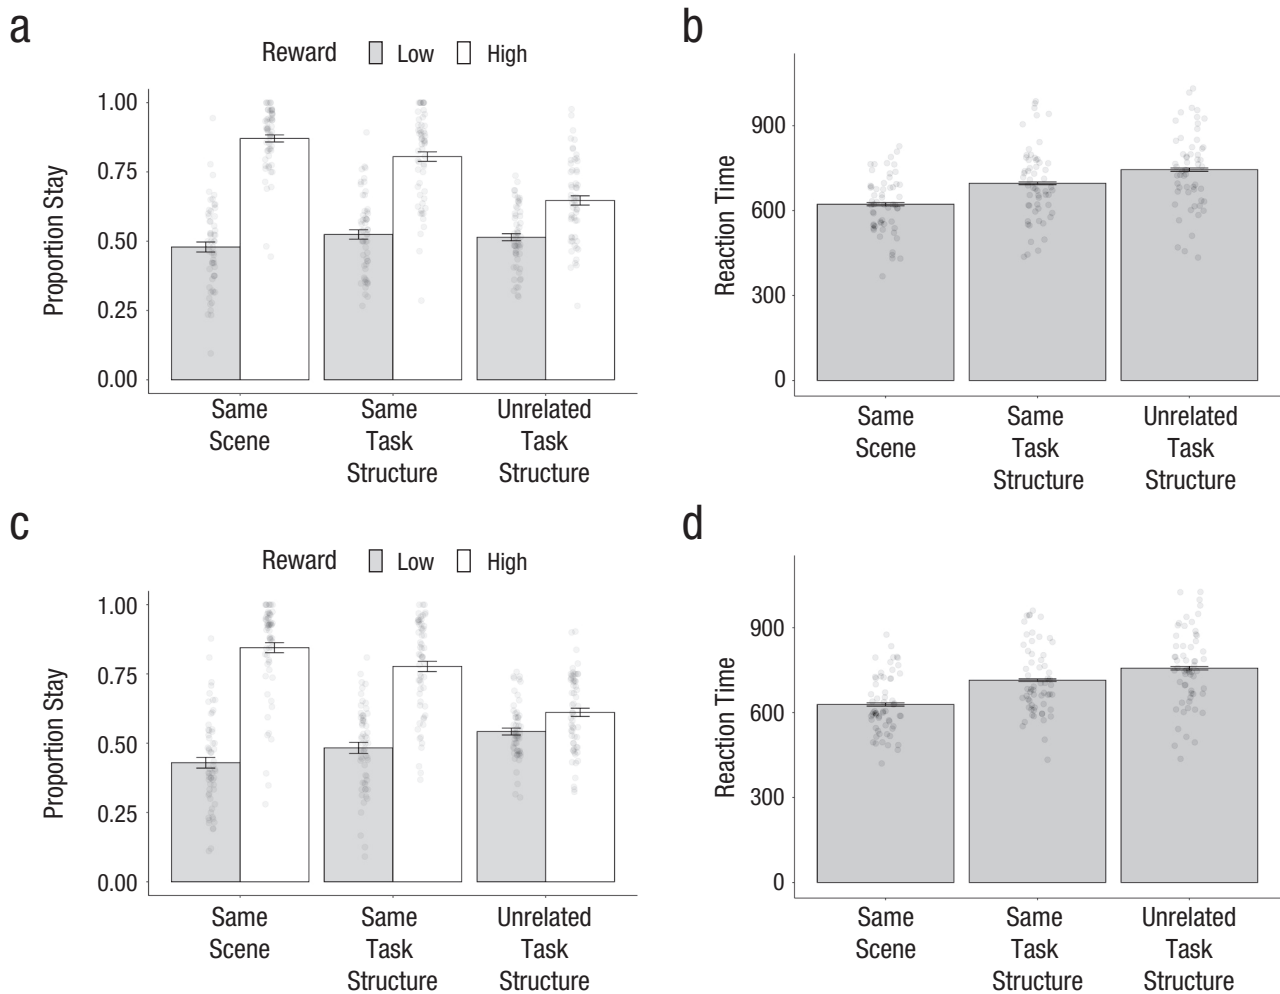 a
Reward Low High
Proportion Stay
1.00
0.75
0.50
0.25
0.00
Same Scene
Same Task Structure
Unrelated Task Structure
b
Reaction Time
900
600
300
0
Same Scene
Same Task Structure
Unrelated Task Structure
c
Reward Low High
Proportion Stay
1.00
0.75
0.50
0.25
0.00
Same Scene
Same Task Structure
Unrelated Task Structure
d
Reaction Time
900
600
300
0
Same Scene
Same Task Structure
Unrelated Task Structure